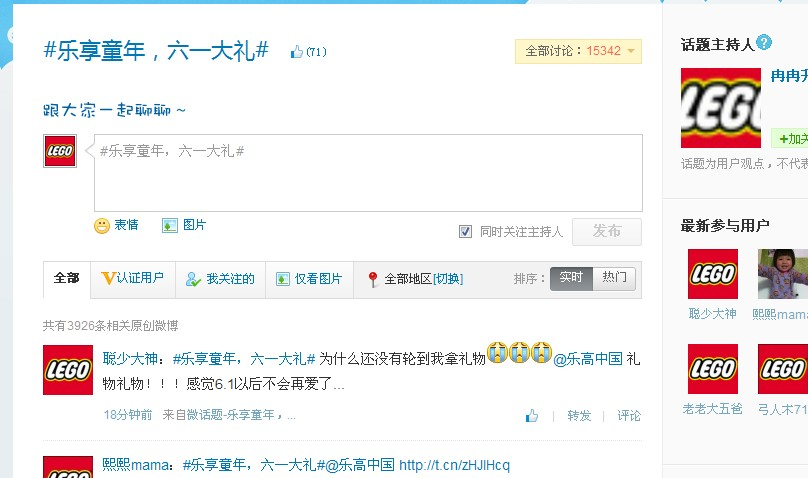 #乐享童年，六一大礼#
(71)
全部讨论：15342
跟大家一起聊聊～
LEGO
#乐享童年，六一大礼#
表情
图片
同时关注主持人
发布
全部
V认证用户
我关注的
仅看图片
全部地区[切换]
排序：
实时
热门
共有3926条相关原创微博
LEGO
聪少大神：#乐享童年，六一大礼# 为什么还没有轮到我拿礼物😭😭😭@乐高中国 礼
物礼物！！！感觉6.1以后不会再爱了...
18分钟前 来自微话题-乐享童年，...
转发
评论
LEGO
熙熙mama：#乐享童年，六一大礼#@乐高中国 http://t.cn/zHJlHcq
话题主持人
?
LEGO
冉冉升
+加关
话题为用户观点，不代表
最新参与用户
LEGO
聪少大神
熙熙mama
LEGO
LEGO
老老大五爸
弓人木71